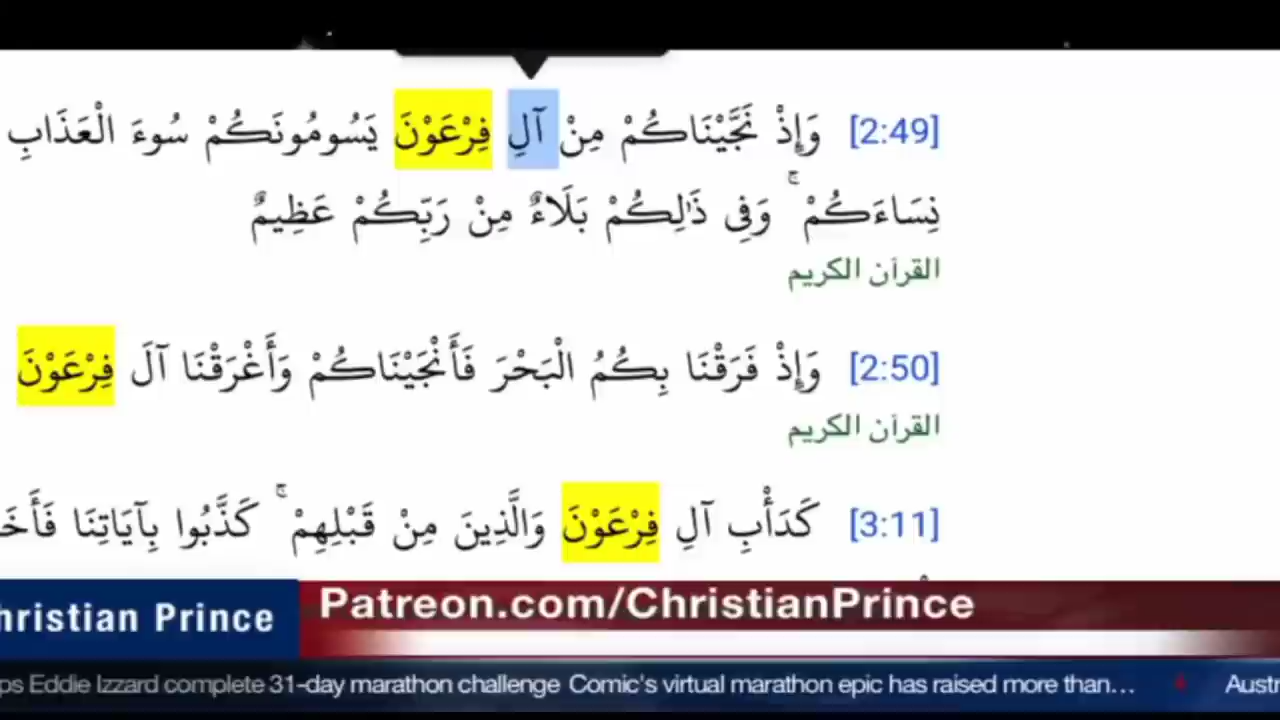 [2:49] وَإِذْ نَجَّيْنَاكُمْ مِنْ آلِ فِرْعَوْنَ يَسُومُونَكُمْ سُوءَ الْعَذَابِ
نِسَاءَكُمْ ۚ وَفِي ذَٰلِكُمْ بَلَاءٌ مِنْ رَبِّكُمْ عَظِيمٌ
القرآن الكريم
[2:50] وَإِذْ فَرَقْنَا بِكُمُ الْبَحْرَ فَأَنْجَيْنَاكُمْ وَأَغْرَقْنَا آلَ فِرْعَوْنَ
القرآن الكريم
[3:11] كَدَأْبِ آلِ فِرْعَوْنَ وَالَّذِينَ مِنْ قَبْلِهِمْ ۚ كَذَّبُوا بِآيَاتِنَا
Patreon.com/ChristianPrince
hristian Prince
ps Eddie Izzard complete 31-day marathon challenge Comic's virtual marathon epic has raised more than... Austr